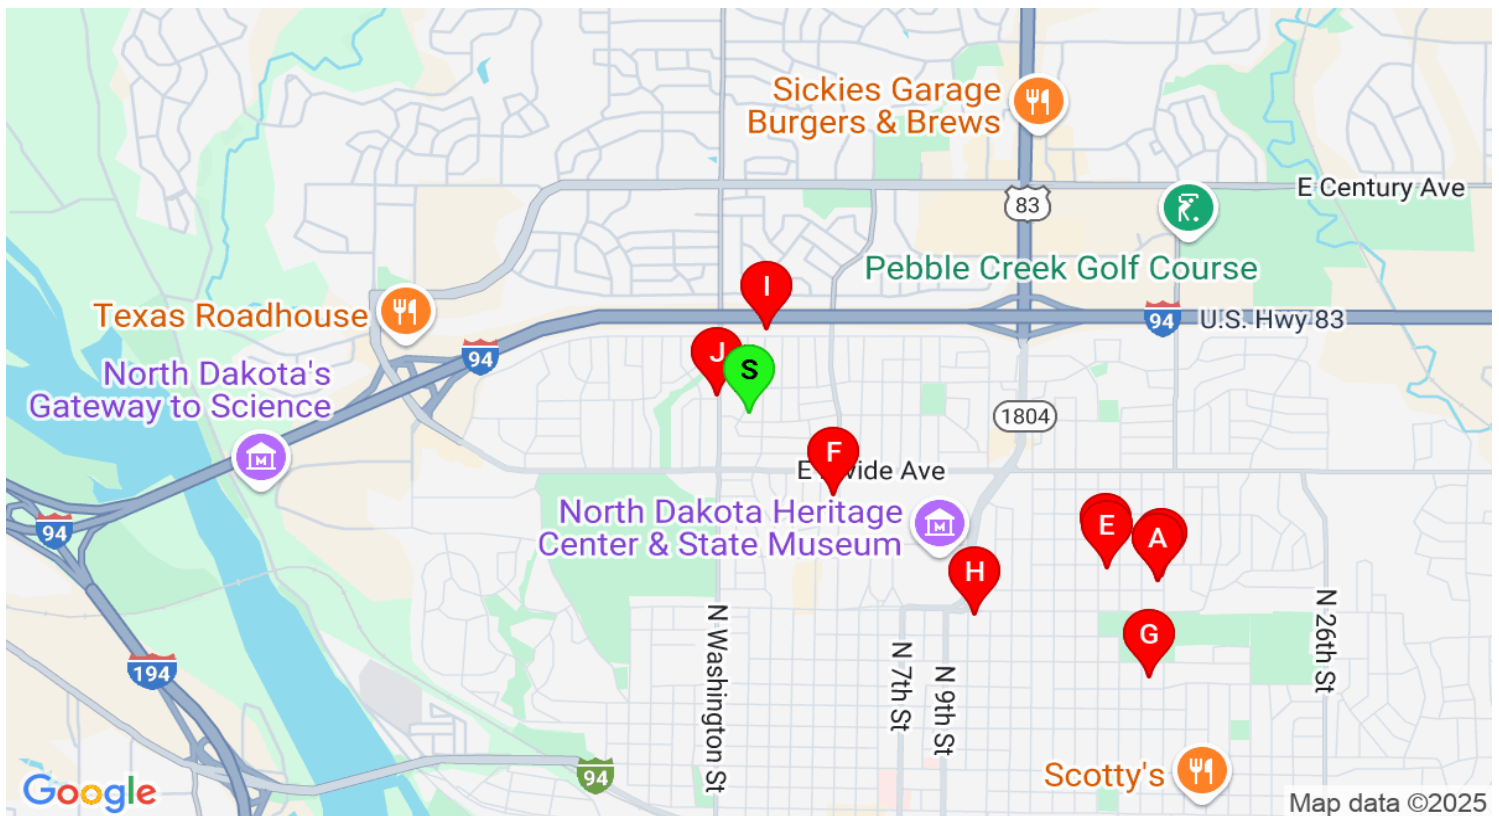 Sickies Garage
Burgers & Brews
E Century Ave
83
Pebble Creek Golf Course
I
Texas Roadhouse
94
U.S. Hwy 83
J
S
94
North Dakota's
Gateway to Science
1804
F
E
vide Ave
North Dakota Heritage
Center & State Museum
94
E
A
H
G
N Washington St
N 7th St
N 9th St
N 26th St
194
94
Scotty's
Google
Map data ©2025